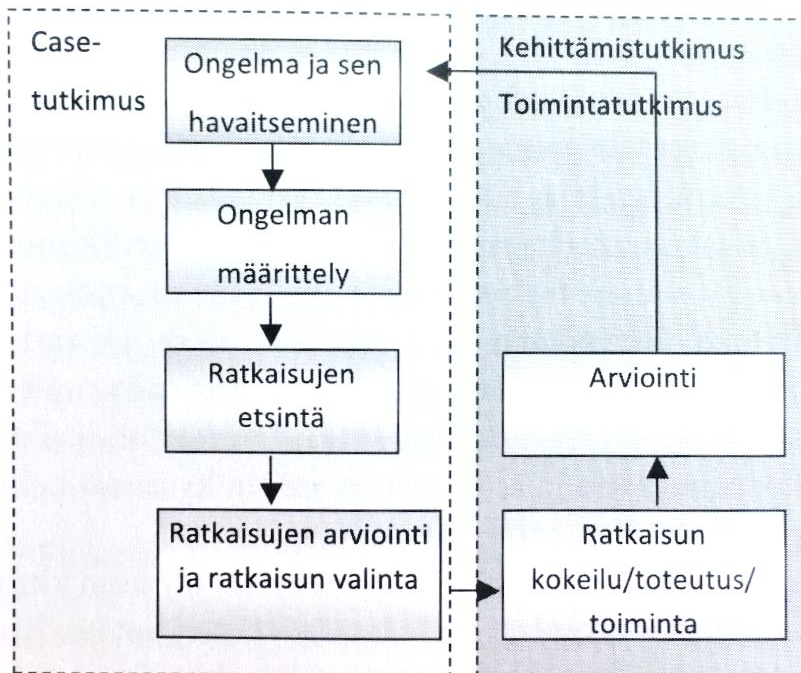 Case-
tutkimus
Ongelma ja sen
havaitseminen
Ongelman
määrittely
Ratkaisujen
etsintä
Ratkaisujen arviointi
ja ratkaisun valinta
Kehittämistutkimus
Toimintatutkimus
Arviointi
Ratkaisun
kokeilu/toteutus/
toiminta